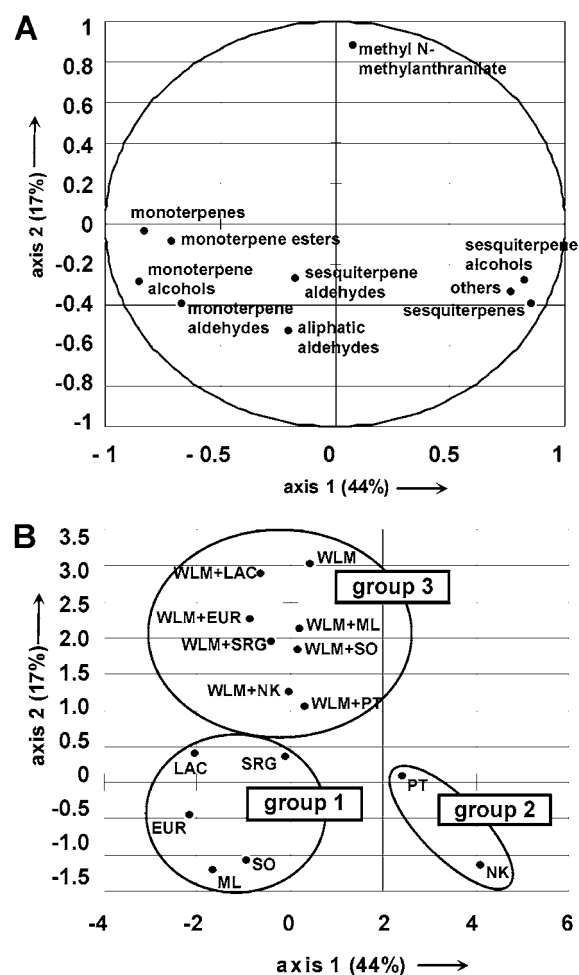 A
1
0.8
0.6
0.4
0.2
0
-0.2
-0.4
-0.6
-0.8
-1
axis 2 (17%)
methyl N-
methylanthranilate
monoterpenes
monoterpene esters
monoterpene
alcohols
monoterpene
aldehydes
sesquiterpene
aldehydes
aliphatic
aldehydes
sesquiterpene
alcohols
others
sesquiterpenes
-1
-0.5
0
0.5
1
axis 1 (44%)
B
3.5
3.0
2.5
2.0
1.5
1.0
0.5
0
-0.5
-1.0
-1.5
axis 2 (17%)
WLM
WLM+LAC
group 3
WLM+EUR
WLM+ML
WLM+SRG
WLM+SO
WLM+NK
WLM+PT
LAC
SRG
PT
group 1
group 2
EUR
SO
ML
NK
-4
-2
0
2
4
6
axis 1 (44%)